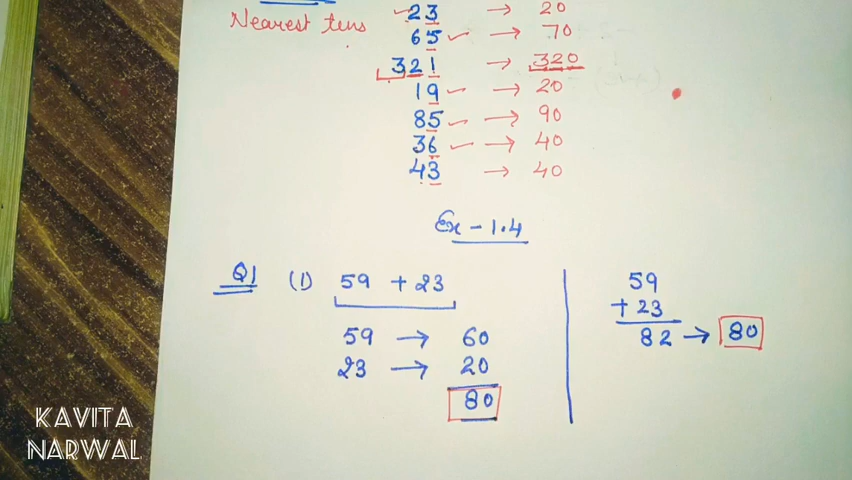 23 → 20
Nearest tens
65 ✓ → 70
321 → 320
19 ✓ → 20
85 ✓ → 90
36 ✓ → 40
43 → 40
Ex - 1.4
Q1 (1) 59 + 23
59 → 60
23 → 20
80
59
+ 23
82 → 80
KAVITA
NARWAL